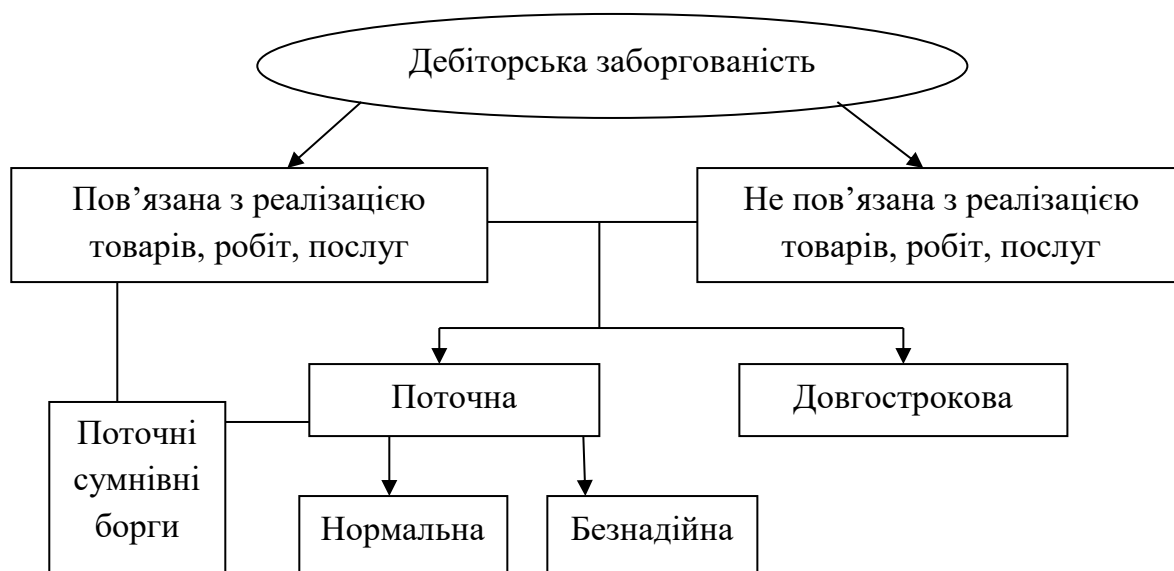 Дебіторська заборгованість
Пов’язана з реалізацією
товарів, робіт, послуг
Не пов’язана з реалізацією
товарів, робіт, послуг
Поточна
Довгострокова
Поточні
сумнівні
борги
Нормальна
Безнадійна